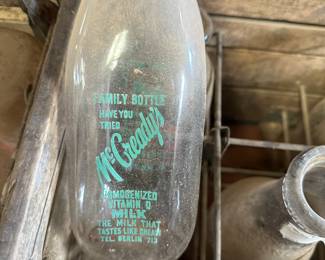 FAMILY BOTTLE
HAVE YOU
TRIED
McCready's
HOMOGENIZED
VITAMIN D
MILK
THE MILK THAT
TASTES LIKE CREAM
TEL. BERLIN 713